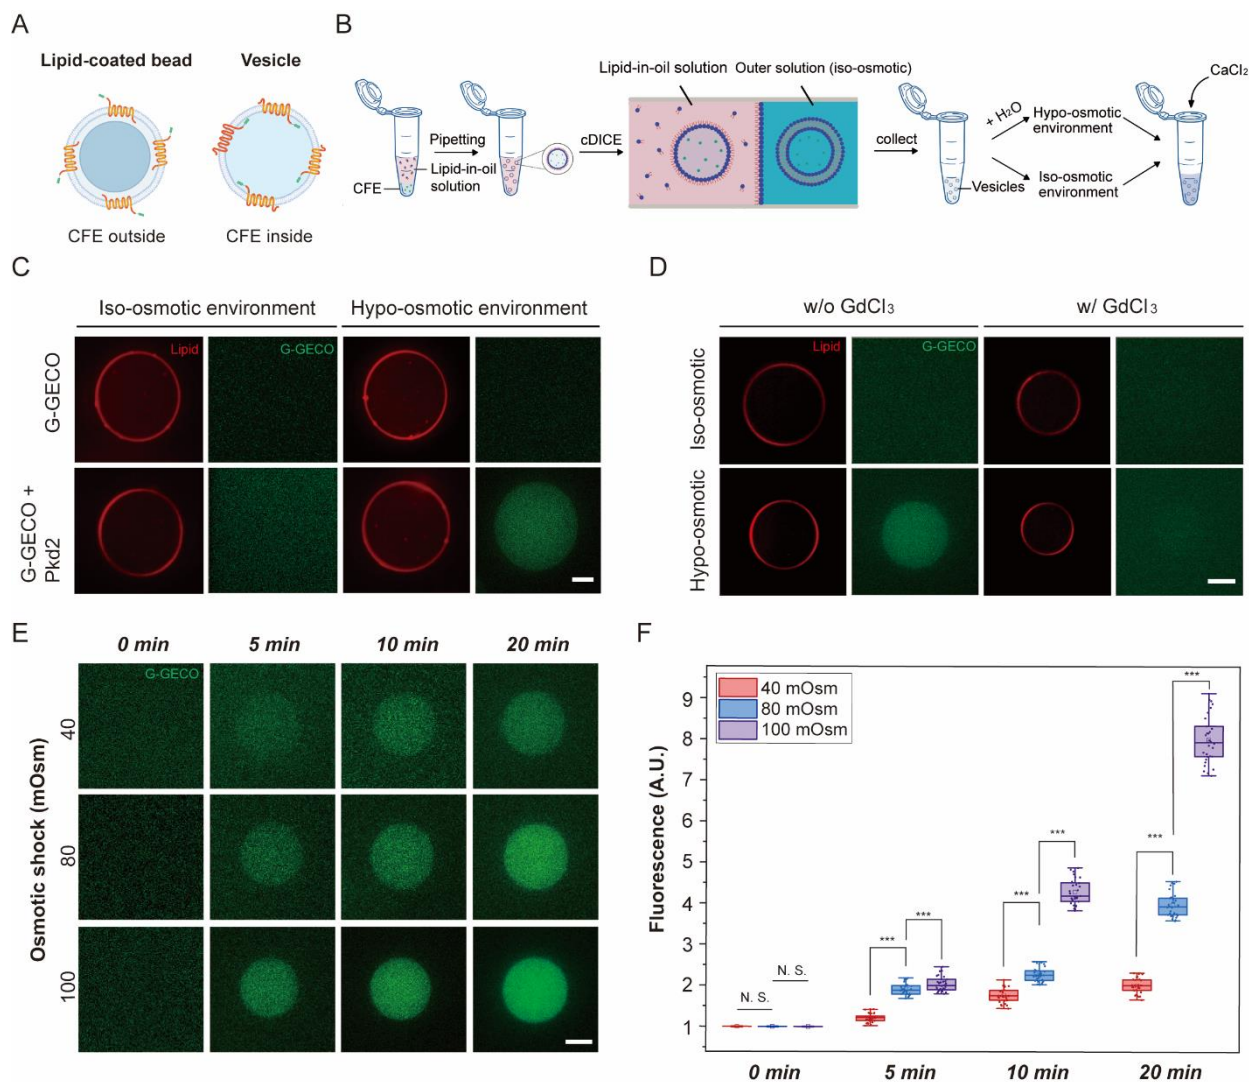 A
Lipid-coated bead
Vesicle
CFE outside
CFE inside
B
Lipid-in-oil solution
Outer solution (iso-osmotic)
CaCl₂
Pipetting
Lipid-in-oil
solution
CFE
cDICE
collect
+ H₂O
Hypo-osmotic
environment
Vesicles
Iso-osmotic
environment
C
Iso-osmotic environment
Hypo-osmotic environment
Lipid
G-GECO
G-GECO
G-GECO +
Pkd2
D
w/o GdCl₃
w/ GdCl₃
Lipid
G-GECO
Iso-osmotic
Hypo-osmotic
E
0 min
5 min
10 min
20 min
G-GECO
Osmotic shock (mOsm)
40
80
100
F
40 mOsm
80 mOsm
100 mOsm
Fluorescence (A.U.)
9
8
7
6
5
4
3
2
1
N. S.
N. S.
***
***
***
***
***
***
0 min
5 min
10 min
20 min